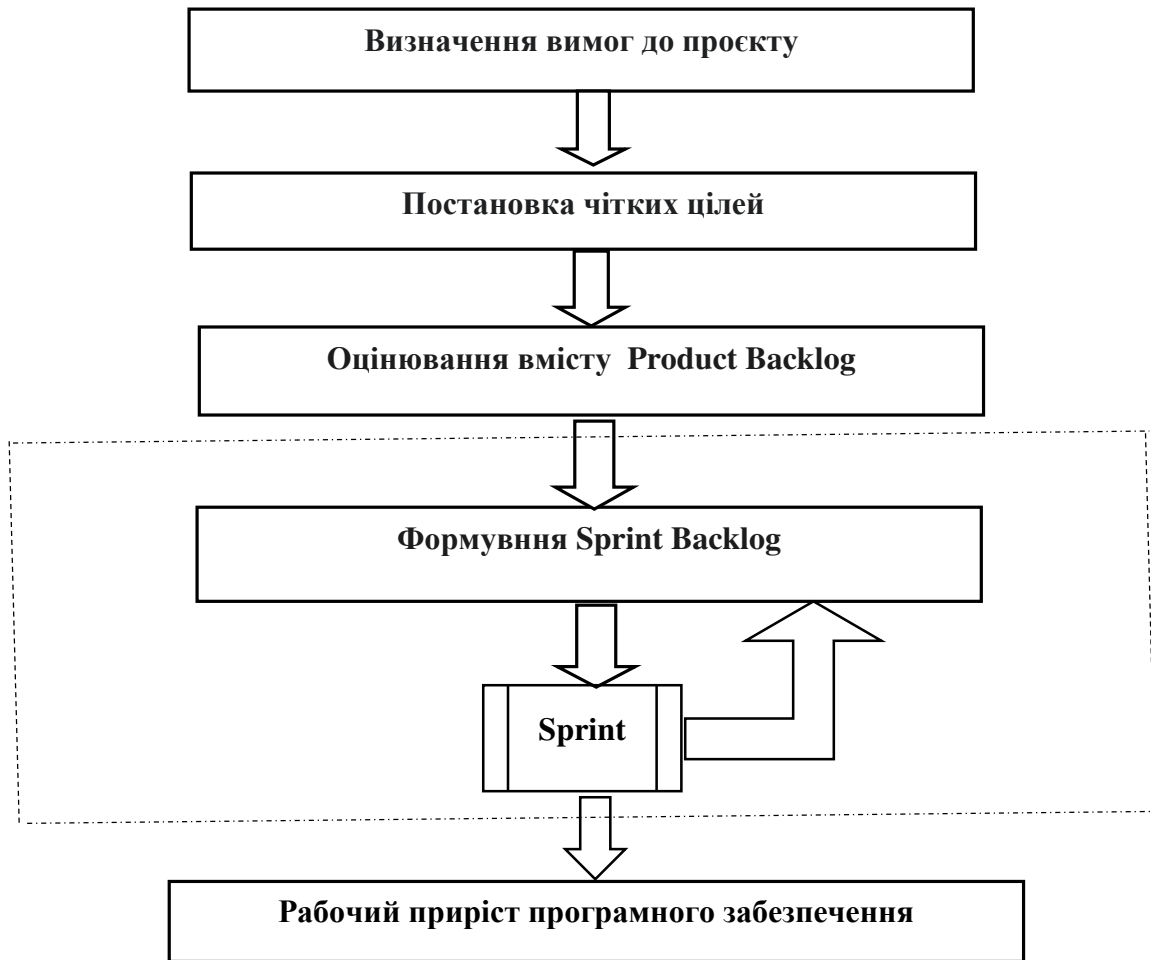 Визначення вимог до проєкту
Постановка чітких цілей
Оцінювання вмісту Product Backlog
Формувння Sprint Backlog
Sprint
Рабочий приріст програмного забезпечення